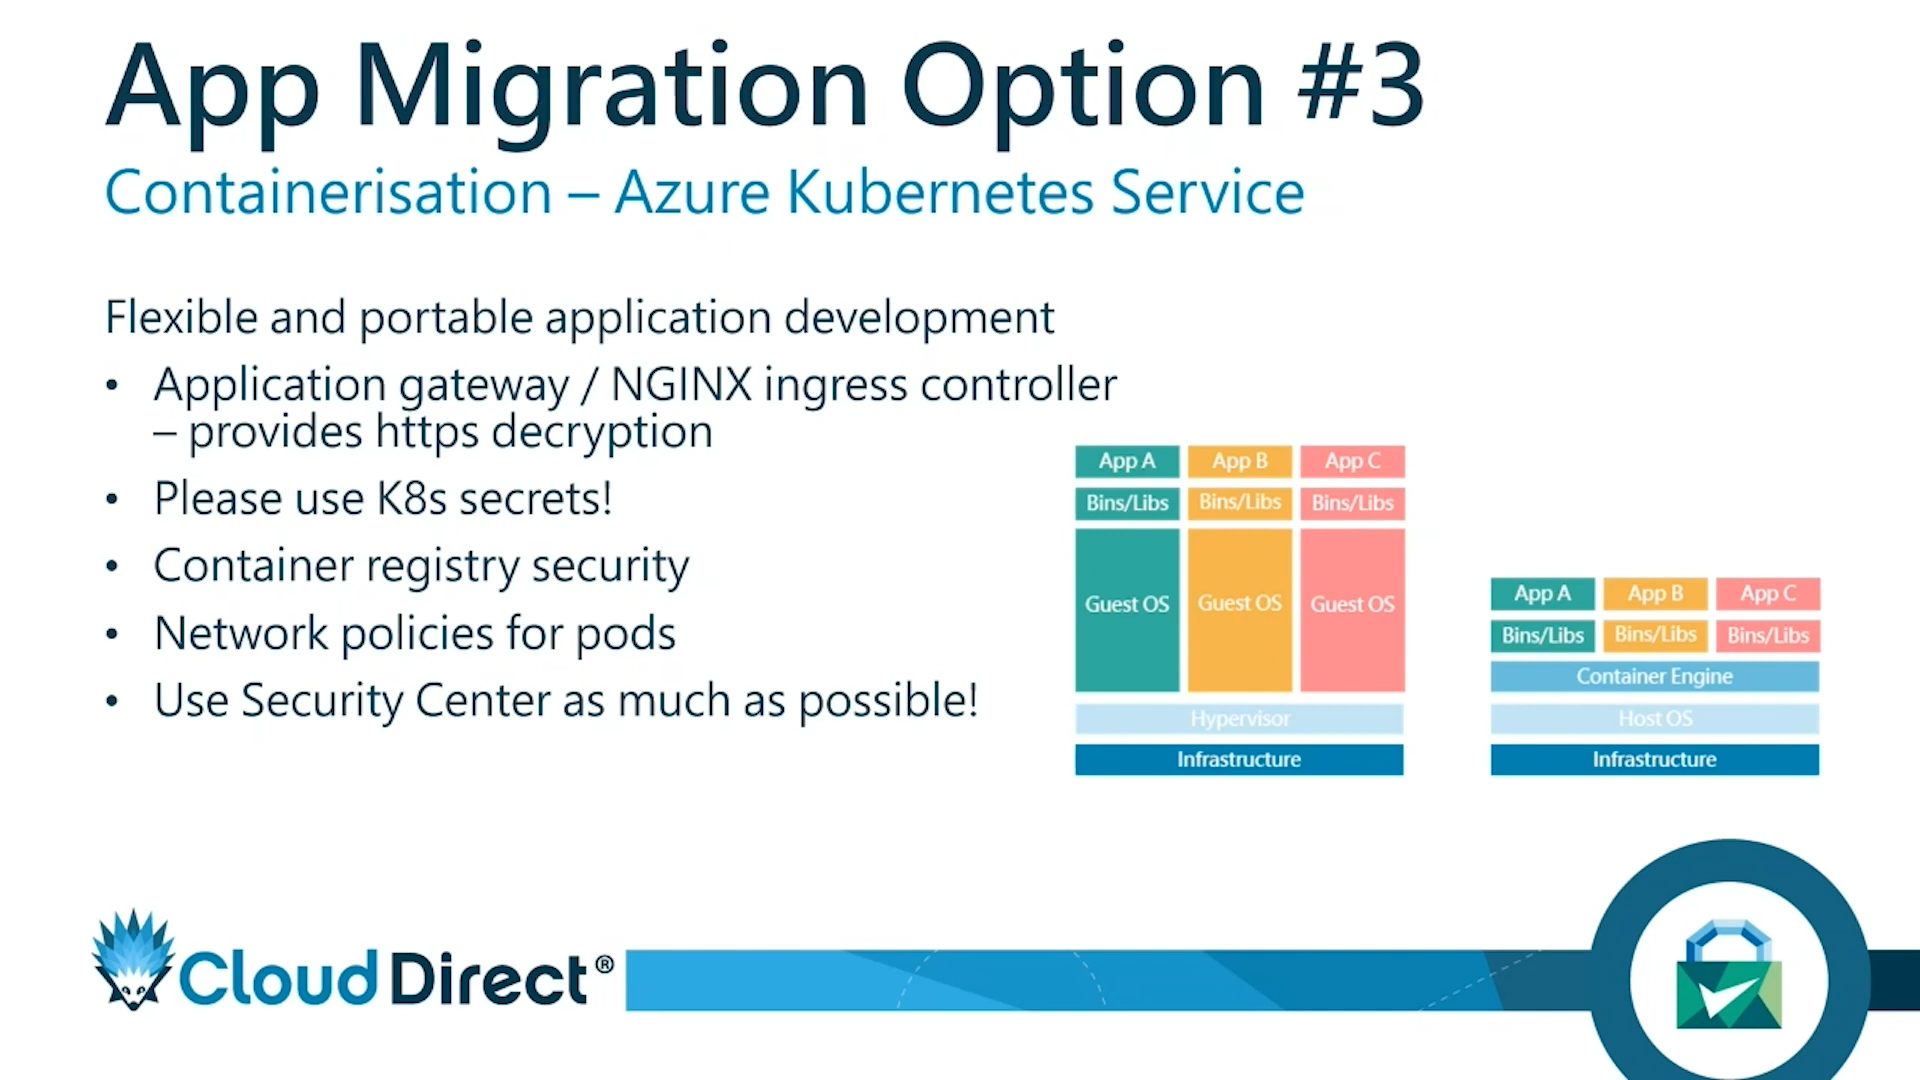 App Migration Option #3
Containerisation – Azure Kubernetes Service
Flexible and portable application development
• Application gateway / NGINX ingress controller
– provides https decryption
• Please use K8s secrets!
• Container registry security
• Network policies for pods
• Use Security Center as much as possible!
App A App B App C
Bins/Libs Bins/Libs Bins/Libs
Guest OS Guest OS Guest OS
Hypervisor
Infrastructure
App A App B App C
Bins/Libs Bins/Libs Bins/Libs
Container Engine
Host OS
Infrastructure
Cloud Direct®